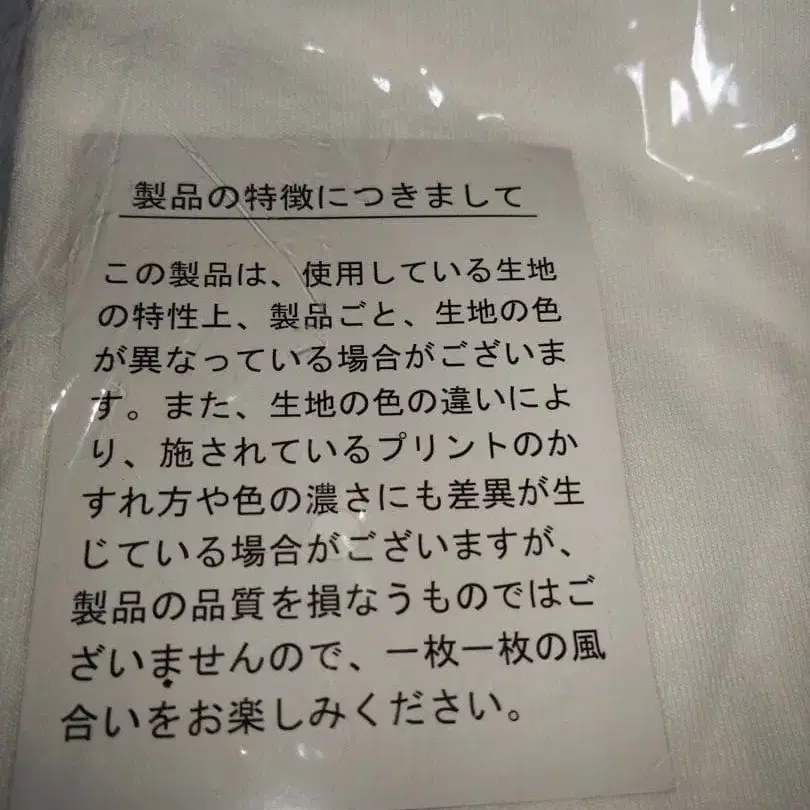 製品の特徴につきまして
この製品は、使用している生地
の特性上、製品ごと、生地の色
が異なっている場合がございま
す。また、生地の色の違いによ
り、施されているプリントのか
すれ方や色の濃さにも差異が生
じている場合がございますが、
製品の品質を損なうものではご
ざいませんので、一枚一枚の風
合いをお楽しみください。